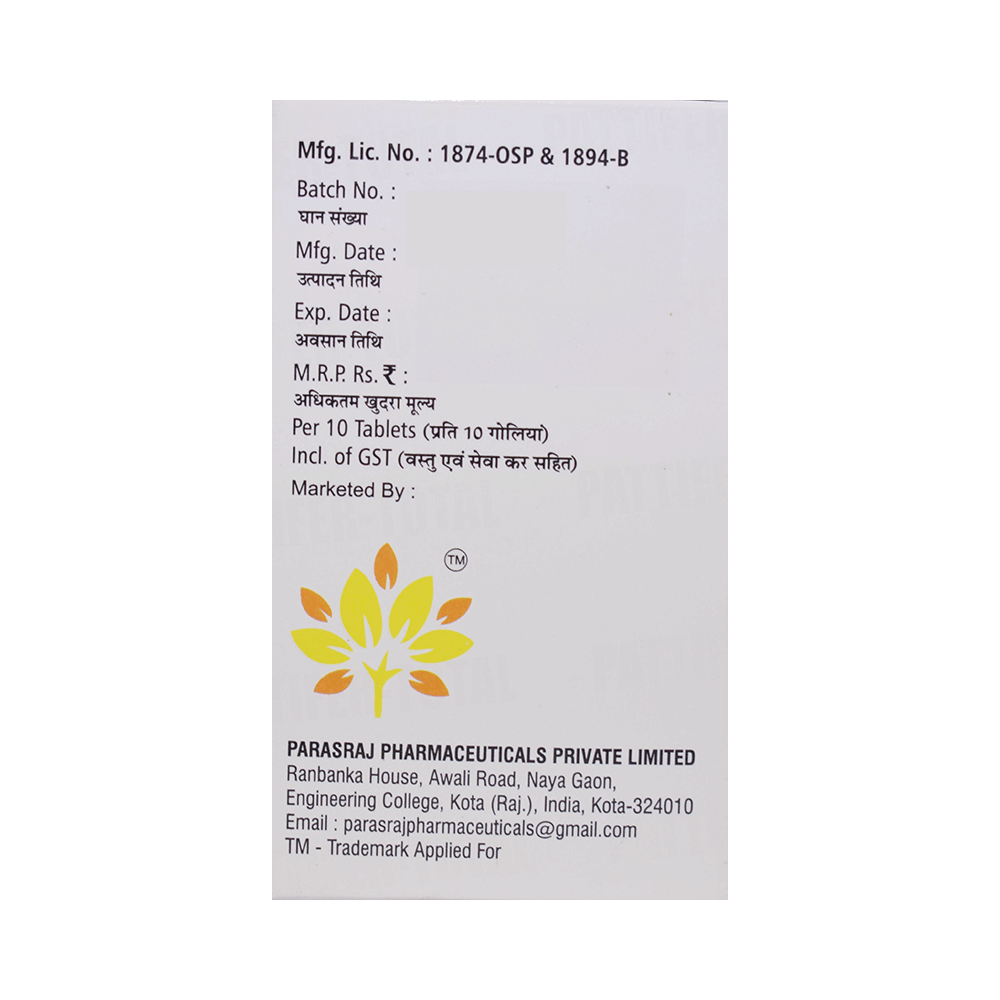 Mfg. Lic. No. : 1874-OSP & 1894-B
Batch No. :
घान संख्या
Mfg. Date :
उत्पादन तिथि
Exp. Date :
अवसान तिथि
M.R.P. Rs. ₹ :
अधिकतम खुदरा मूल्य
Per 10 Tablets (प्रति 10 गोलियां)
Incl. of GST (वस्तु एवं सेवा कर सहित)
Marketed By :
TM
PARASRAJ PHARMACEUTICALS PRIVATE LIMITED
Ranbanka House, Awali Road, Naya Gaon,
Engineering College, Kota (Raj.), India, Kota-324010
Email : parasrajpharmaceuticals@gmail.com
TM - Trademark Applied For